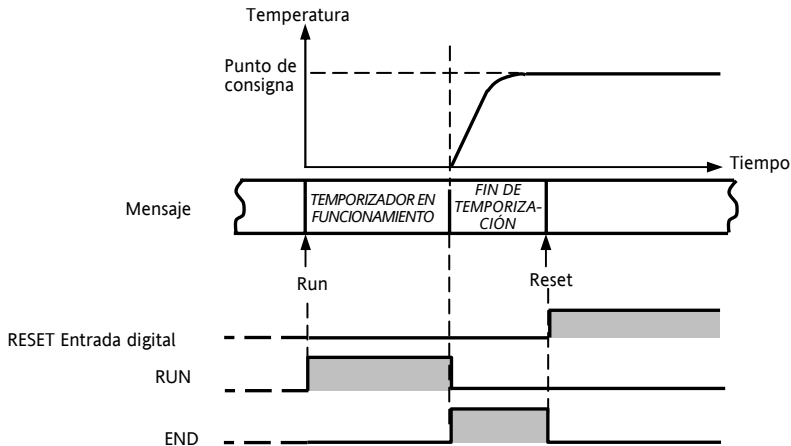 Temperatura
Punto de
consigna
Tiempo
Mensaje
TEMPORIZADOR EN
FUNCIONAMIENTO
FIN DE
TEMPORIZA-
CIÓN
Run
Reset
RESET Entrada digital
RUN
END